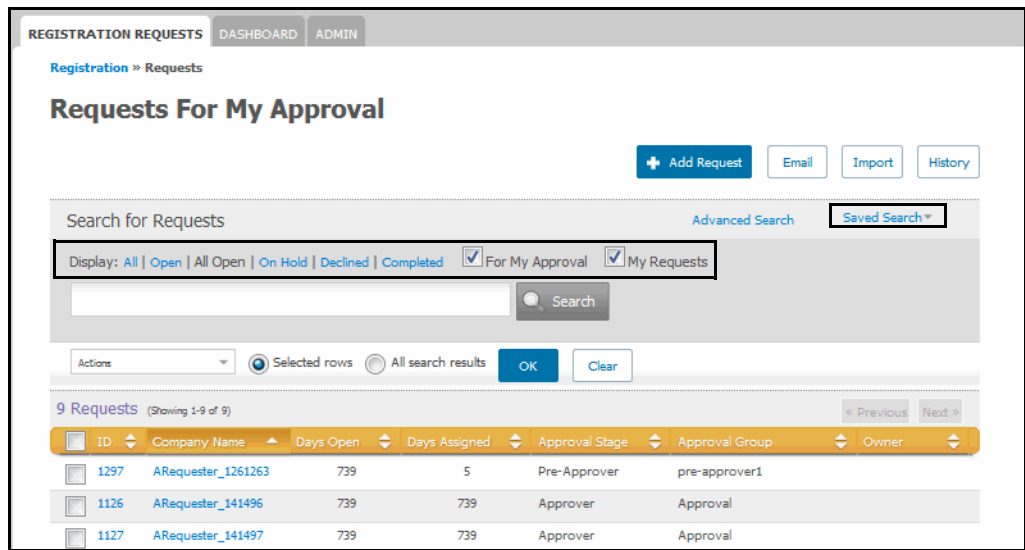 REGISTRATION REQUESTS DASHBOARD ADMIN
Registration » Requests
Requests For My Approval
Add Request Email Import History
Search for Requests Advanced Search Saved Search
Display: All | Open | All Open | On Hold | Declined | Completed For My Approval My Requests
Search
Actions Selected rows All search results OK Clear
9 Requests (Showing 1-9 of 9) « Previous Next »
ID Company Name Days Open Days Assigned Approval Stage Approval Group Owner
1297 ARequester_1261263 739 5 Pre-Approver pre-approver1
1126 ARequester_141496 739 739 Approver Approval
1127 ARequester_141497 739 739 Approver Approval